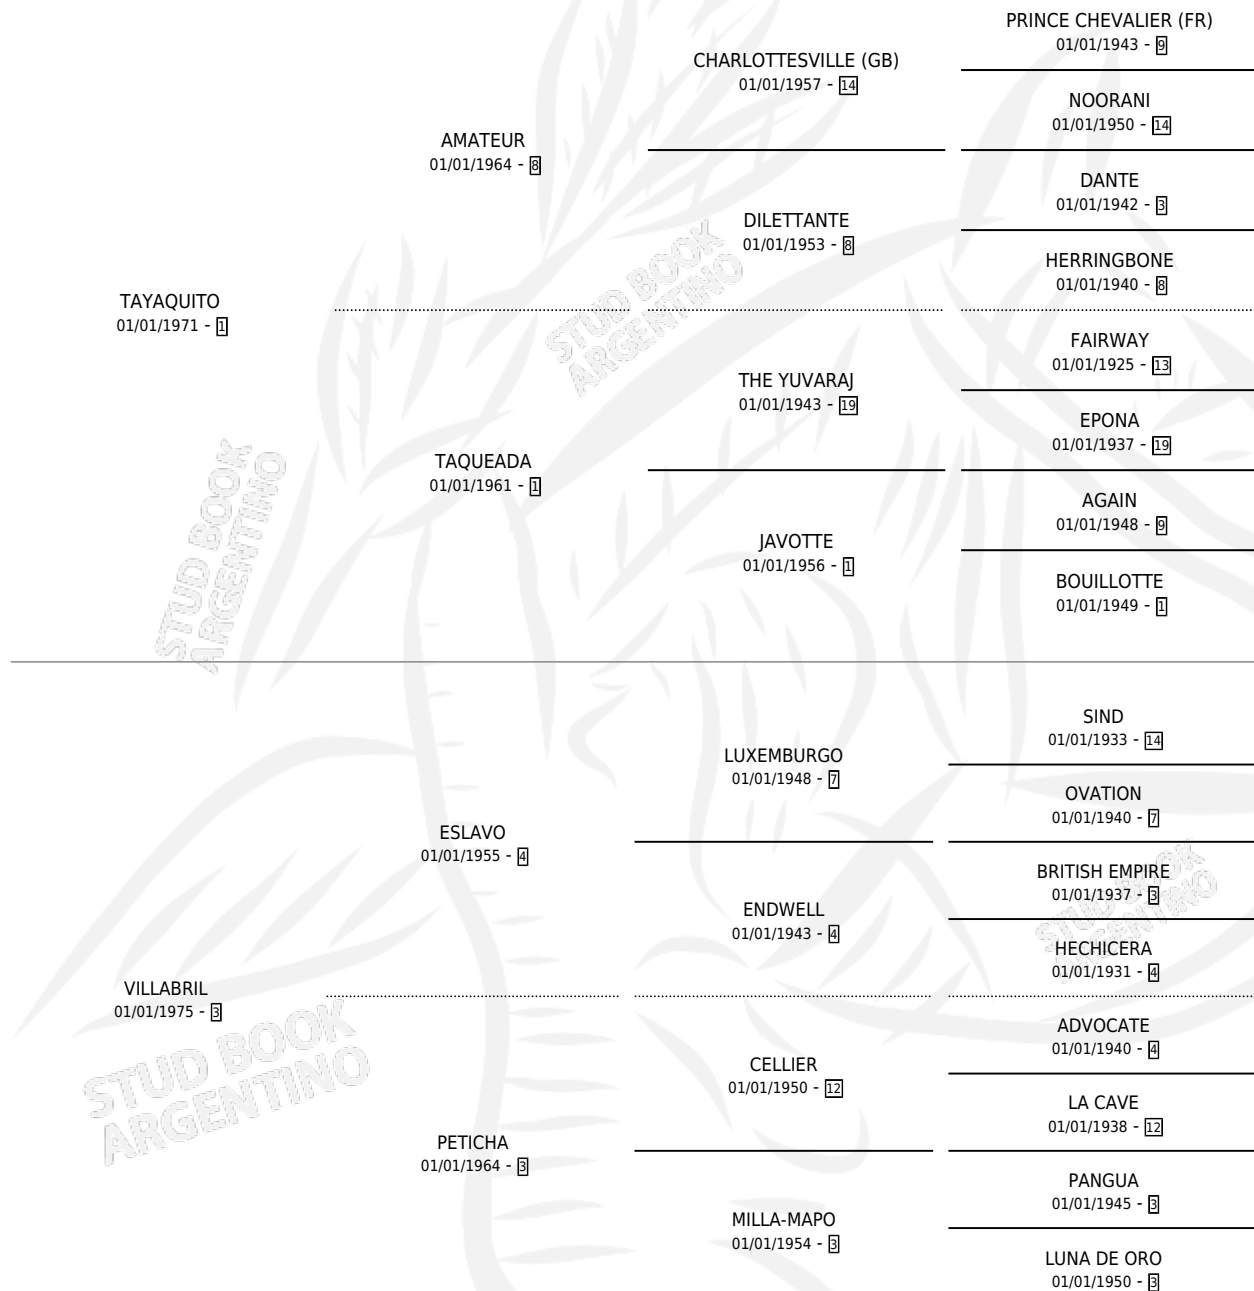 PRINCE CHEVALIER (FR)
01/01/1943 - 9
CHARLOTTESVILLE (GB)
01/01/1957 - 14
NOORANI
01/01/1950 - 14
AMATEUR
01/01/1964 - 8
DANTE
01/01/1942 - 3
DILETTANTE
01/01/1953 - 8
HERRINGBONE
01/01/1940 - 8
TAYAQUITO
01/01/1971 - 1
FAIRWAY
01/01/1925 - 13
THE YUVARAJ
01/01/1943 - 19
EPONA
01/01/1937 - 19
TAQUEADA
01/01/1961 - 1
AGAIN
01/01/1948 - 9
JAVOTTE
01/01/1956 - 1
BOUILLOTTE
01/01/1949 - 1
SIND
01/01/1933 - 14
LUXEMBURGO
01/01/1948 - 7
OVATION
01/01/1940 - 7
ESLAVO
01/01/1955 - 4
BRITISH EMPIRE
01/01/1937 - 3
ENDWELL
01/01/1943 - 4
HECHICERA
01/01/1931 - 4
VILLABRIL
01/01/1975 - 3
ADVOCATE
01/01/1940 - 4
CELLIER
01/01/1950 - 12
LA CAVE
01/01/1938 - 12
PETICHA
01/01/1964 - 3
PANGUA
01/01/1945 - 3
MILLA-MAPO
01/01/1954 - 3
LUNA DE ORO
01/01/1950 - 3
STUD BOOK
ARGENTINO
STUD BOOK
ARGENTINO
STUD BOOK
ARGENTINO
STUD BOOK
ARGENTINO